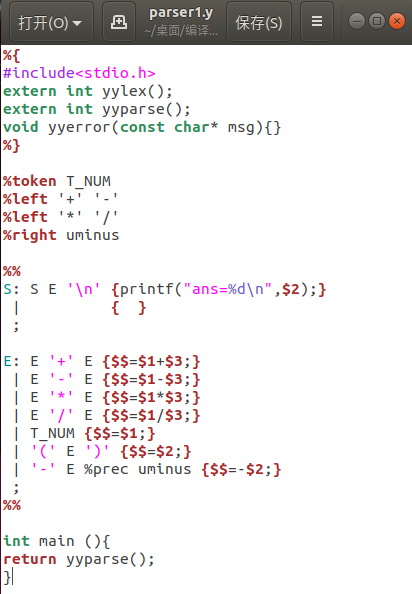 打开(O)
parser1.y
~/桌面/编译...
保存(S)
%{
#include<stdio.h>
extern int yylex();
extern int yyparse();
void yyerror(const char* msg){}
%}

%token T_NUM
%left '+' '-'
%left '*' '/'
%right uminus

%%
S: S E '\n' {printf("ans=%d\n",$2);}
 |          {  }
 ;

E: E '+' E {$$=$1+$3;}
 | E '-' E {$$=$1-$3;}
 | E '*' E {$$=$1*$3;}
 | E '/' E {$$=$1/$3;}
 | T_NUM {$$=$1;}
 | '(' E ')' {$$=$2;}
 | '-' E %prec uminus {$$=-$2;}
 ;
%%

int main (){
return yyparse();
}